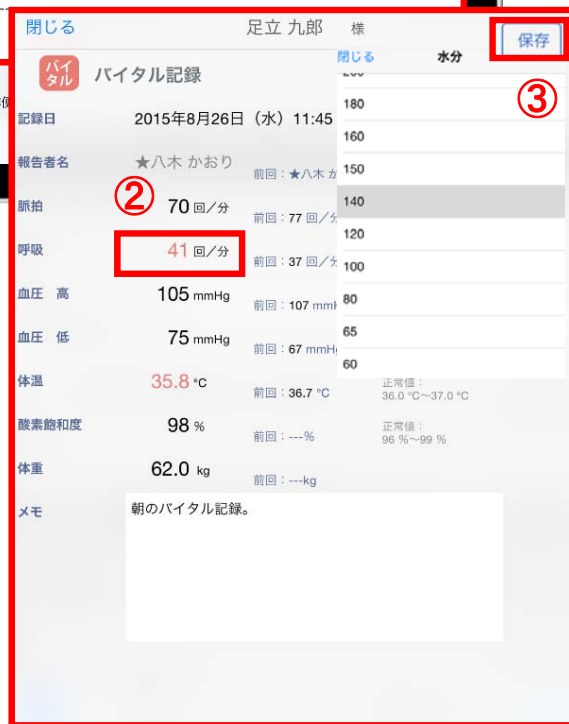 閉じる 足立 九郎 様 保存
バイタル バイタル記録
閉じる 水分
③
記録日 2015年8月26日（水）11:45
180
160
報告者名 ★八木 かおり 前回：★八木 か
150
②
脈拍 70 回／分 前回：77 回／分
140
120
呼吸 41 回／分 前回：37 回／分
100
血圧 高 105 mmHg 前回：107 mmH
80
血圧 低 75 mmHg 前回：67 mmHg
65
60
体温 35.8 °C 前回：36.7 °C 正常値：
36.0 °C～37.0 °C
酸素飽和度 98 % 前回：---% 正常値：
96 %～99 %
体重 62.0 kg 前回：---kg
メモ 朝のバイタル記録。